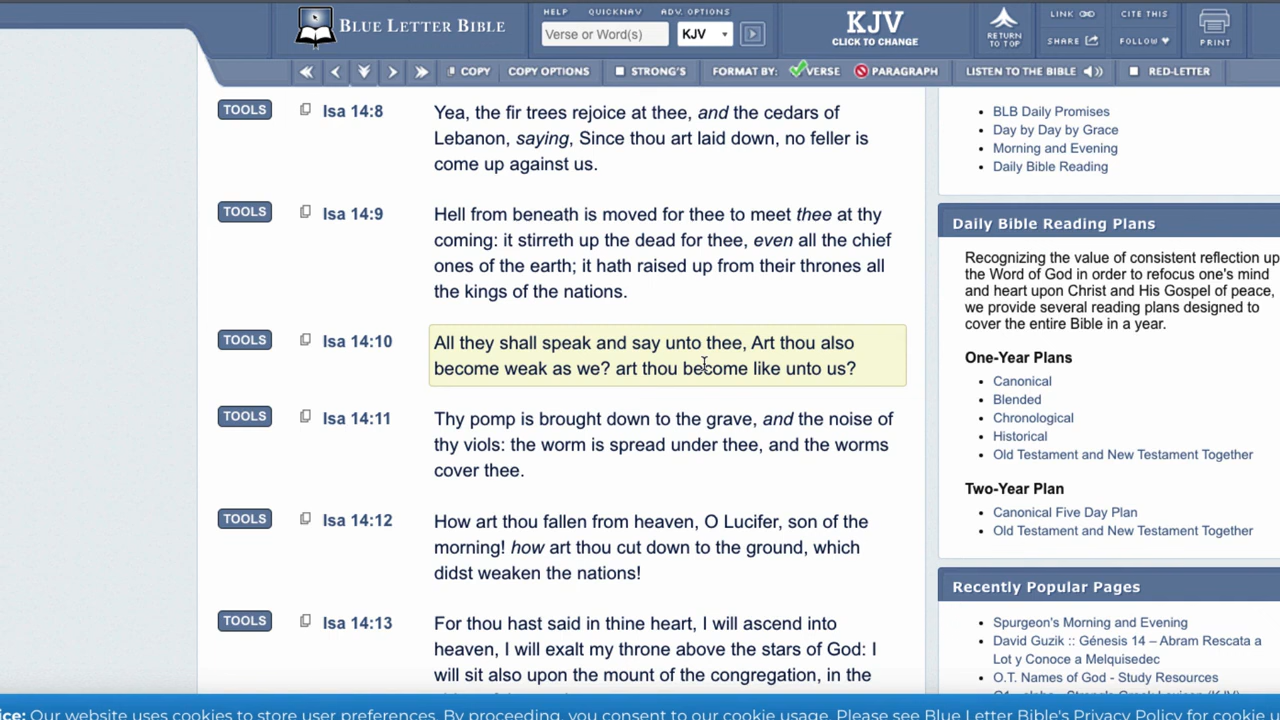 BLUE LETTER BIBLE
HELP QUICKNAV ADV. OPTIONS
Verse or Word(s) KJV
KJV
CLICK TO CHANGE
RETURN
TO TOP
LINK
CITE THIS
SHARE
FOLLOW
PRINT
COPY COPY OPTIONS STRONG'S FORMAT BY: VERSE PARAGRAPH LISTEN TO THE BIBLE RED-LETTER
TOOLS Isa 14:8 Yea, the fir trees rejoice at thee, and the cedars of
Lebanon, saying, Since thou art laid down, no feller is
come up against us.
TOOLS Isa 14:9 Hell from beneath is moved for thee to meet thee at thy
coming: it stirreth up the dead for thee, even all the chief
ones of the earth; it hath raised up from their thrones all
the kings of the nations.
TOOLS Isa 14:10 All they shall speak and say unto thee, Art thou also
become weak as we? art thou become like unto us?
TOOLS Isa 14:11 Thy pomp is brought down to the grave, and the noise of
thy viols: the worm is spread under thee, and the worms
cover thee.
TOOLS Isa 14:12 How art thou fallen from heaven, O Lucifer, son of the
morning! how art thou cut down to the ground, which
didst weaken the nations!
TOOLS Isa 14:13 For thou hast said in thine heart, I will ascend into
heaven, I will exalt my throne above the stars of God: I
will sit also upon the mount of the congregation, in the
BLB Daily Promises
Day by Day by Grace
Morning and Evening
Daily Bible Reading
Daily Bible Reading Plans
Recognizing the value of consistent reflection up
the Word of God in order to refocus one's mind
and heart upon Christ and His Gospel of peace,
we provide several reading plans designed to
cover the entire Bible in a year.
One-Year Plans
Canonical
Blended
Chronological
Historical
Old Testament and New Testament Together
Two-Year Plan
Canonical Five Day Plan
Old Testament and New Testament Together
Recently Popular Pages
Spurgeon's Morning and Evening
David Guzik :: Génesis 14 – Abram Rescata a
Lot y Conoce a Melquisedec
O.T. Names of God - Study Resources
ice: Our website uses cookies to store user preferences. By proceeding, you consent to our cookie usage. Please see Blue Letter Bible's Privacy Policy for cookie u